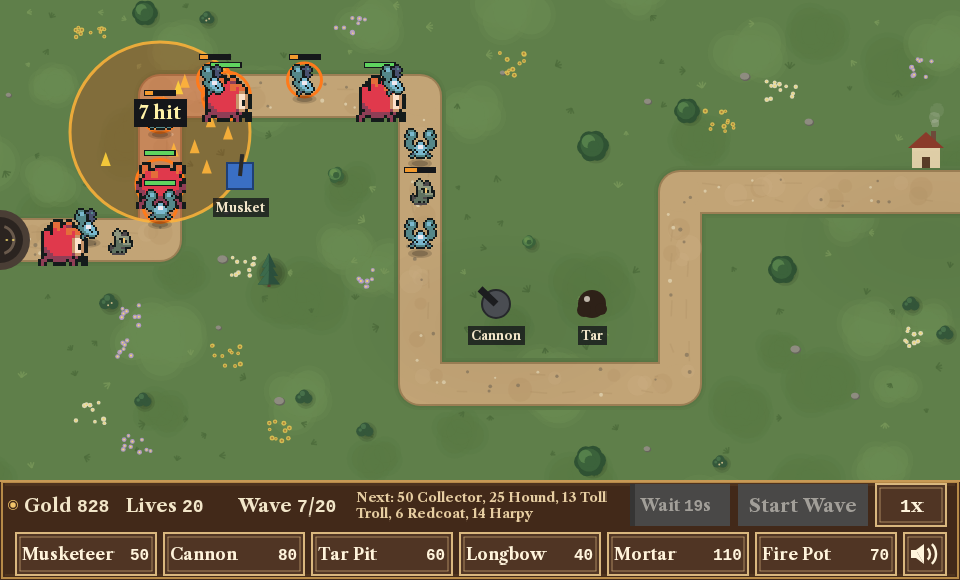 7 hit
Musket
Cannon
Tar
Gold 828 Lives 20 Wave 7/20
Next: 50 Collector, 25 Hound, 13 Toll
Troll, 6 Redcoat, 14 Harpy
Wait 19s
Start Wave
1x
Musketeer 50
Cannon 80
Tar Pit 60
Longbow 40
Mortar 110
Fire Pot 70